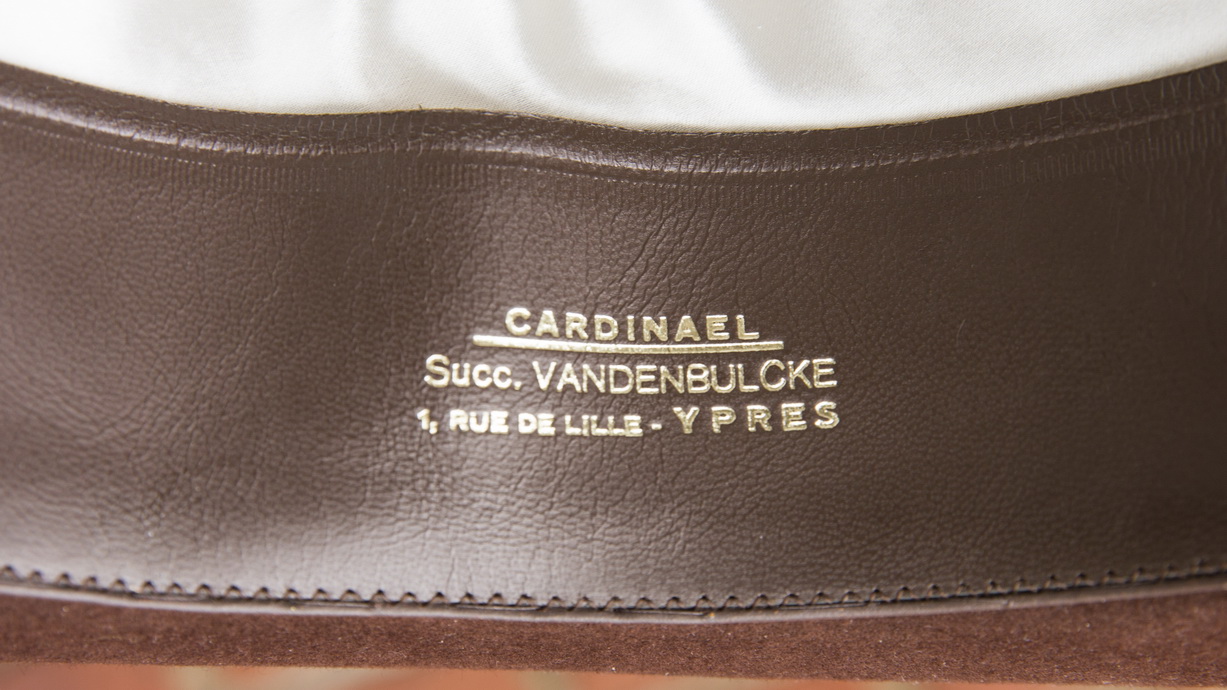 CARDINAEL
Succ. VANDENBULCKE
1, RUE DE LILLE - YPRES